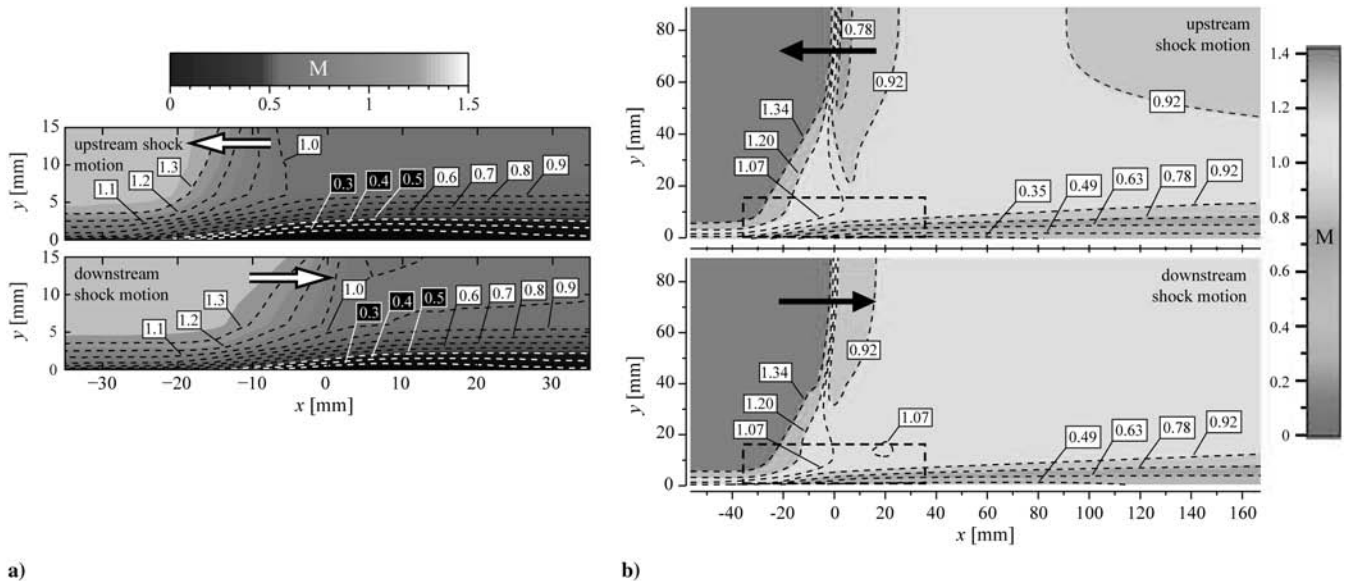 M
0 0.5 1 1.5
y [mm]
15
10
5
0
upstream shock
motion
1.0
1.3
1.2
1.1
0.3 0.4 0.5 0.6 0.7 0.8 0.9
y [mm]
15
10
5
0
downstream
shock motion
1.0
1.3
1.2
1.1
0.3 0.4 0.5 0.6 0.7 0.8 0.9
−30 −20 −10 0 10 20 30
x [mm]
a)
y [mm]
80
60
40
20
0
upstream
shock motion
0.78
0.92
0.92
1.34
1.20
1.07
0.35 0.49 0.63 0.78 0.92
y [mm]
80
60
40
20
0
downstream
shock motion
0.92
1.34
1.20
1.07
1.07
0.49 0.63 0.78 0.92
-40 -20 0 20 40 60 80 100 120 140 160
x [mm]
1.4
1.2
1.0
0.8
0.6
0.4
0.2
0
M
b)